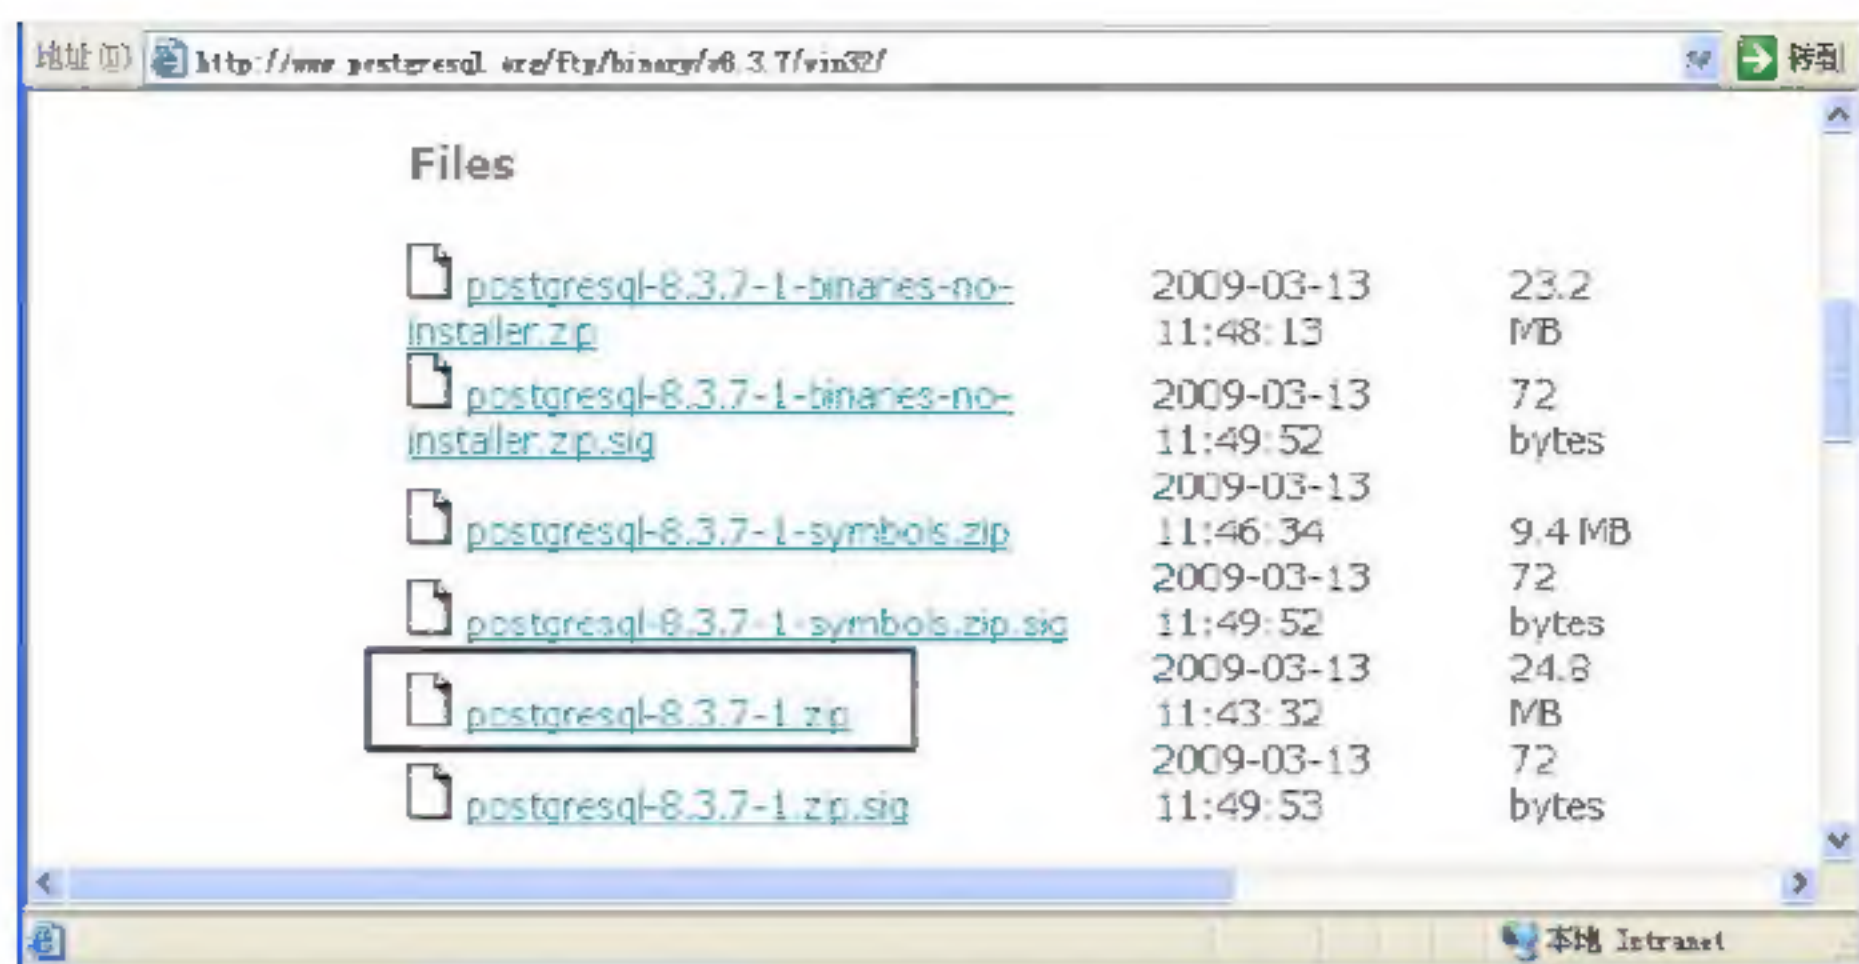 地址(D) http://www.postgresql.org/ftp/binary/v8.3.7/win32/ 转到
Files
postgresql-8.3.7-1-binaries-no-installer.zip 2009-03-13 11:48:13 23.2 MB
postgresql-8.3.7-1-binaries-no-installer.zip.sig 2009-03-13 11:49:52 72 bytes
postgresql-8.3.7-1-symbols.zip 2009-03-13 11:46:34 9.4 MB
postgresql-8.3.7-1-symbols.zip.sig 2009-03-13 11:49:52 72 bytes
postgresql-8.3.7-1.zip 2009-03-13 11:43:32 24.8 MB
postgresql-8.3.7-1.zip.sig 2009-03-13 11:49:53 72 bytes
本地 Intranet